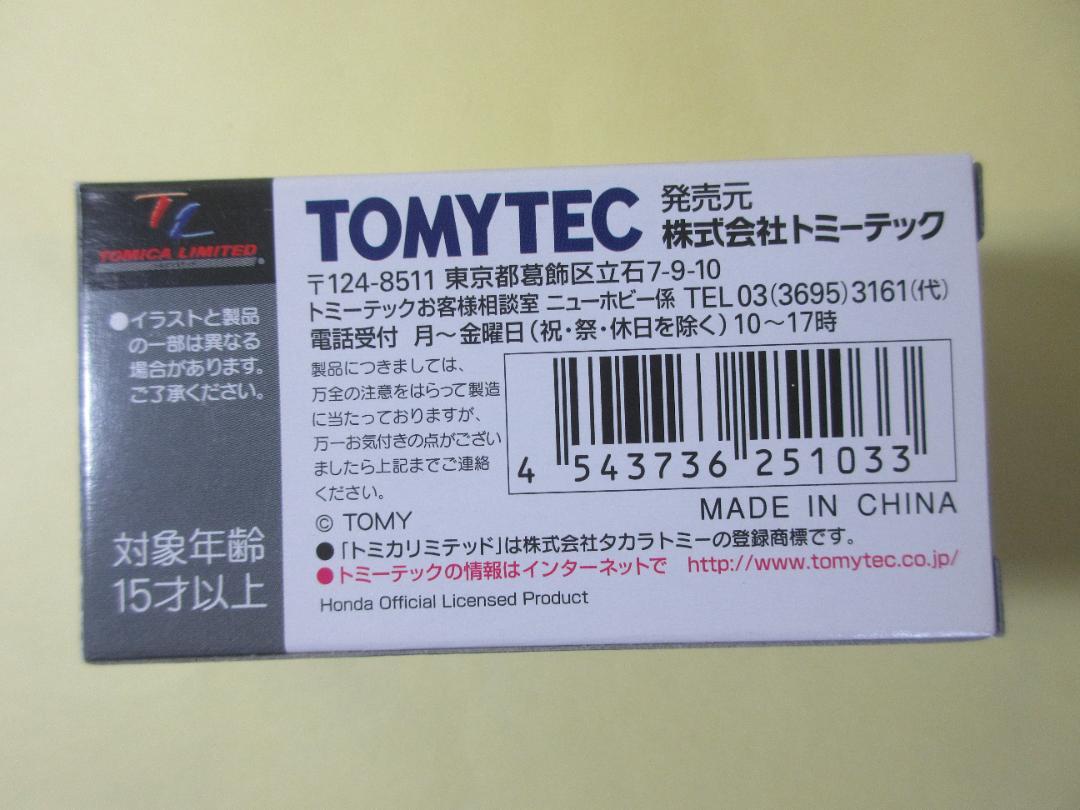 TL
TOMICA LIMITED
●イラストと製品
の一部は異なる
場合があります。
ご了承ください。
対象年齢
15才以上
TOMYTEC
発売元
株式会社トミーテック
〒124-8511 東京都葛飾区立石7-9-10
トミーテックお客様相談室 ニューホビー係 TEL 03(3695)3161(代)
電話受付 月～金曜日(祝・祭・休日を除く)10～17時
製品につきましては、
万全の注意をはらって製造
に当たっておりますが、
万一お気付きの点がござい
ましたら上記までご連絡
ください。
4 543736 251033
© TOMY
MADE IN CHINA
●「トミカリミテッド」は株式会社タカラトミーの登録商標です。
●トミーテックの情報はインターネットで http://www.tomytec.co.jp/
Honda Official Licensed Product